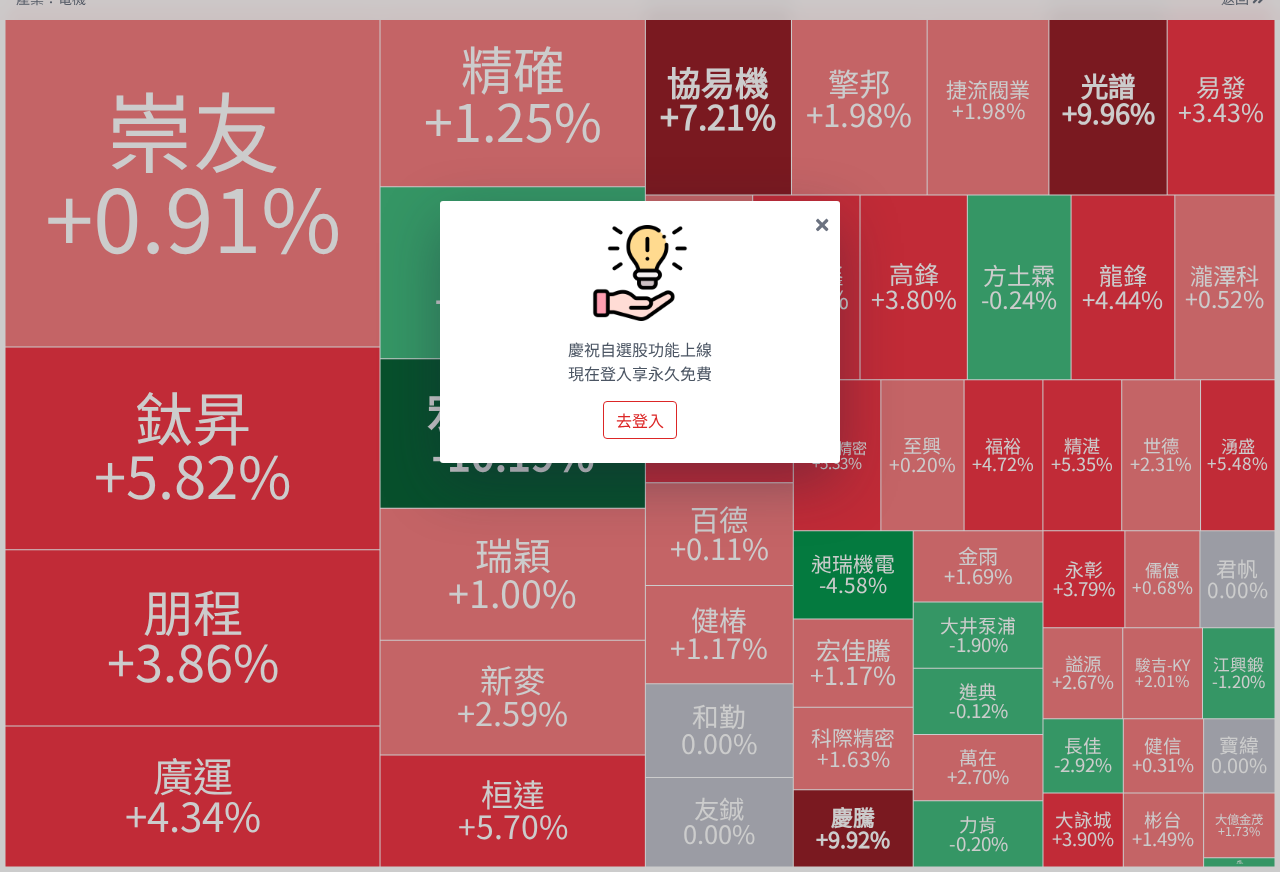 產業：電機
返回 »
崇友
+0.91%
精確
+1.25%
協易機
+7.21%
擎邦
+1.98%
捷流閥業
+1.98%
光譜
+9.96%
易發
+3.43%
高鋒
+3.80%
方土霖
-0.24%
龍鋒
+4.44%
瀧澤科
+0.52%
×
慶祝自選股功能上線
現在登入享永久免費
去登入
鈦昇
+5.82%
精密
至興
+0.20%
福裕
+4.72%
精湛
+5.35%
世德
+2.31%
湧盛
+5.48%
朋程
+3.86%
瑞穎
+1.00%
百德
+0.11%
昶瑞機電
-4.58%
金雨
+1.69%
永彰
+3.79%
儒億
+0.68%
君帆
0.00%
健椿
+1.17%
宏佳騰
+1.17%
大井泵浦
-1.90%
謚源
+2.67%
駿吉-KY
+2.01%
江興鍛
-1.20%
新麥
+2.59%
和勤
0.00%
進典
-0.12%
廣運
+4.34%
科際精密
+1.63%
萬在
+2.70%
長佳
-2.92%
健信
+0.31%
寶緯
0.00%
桓達
+5.70%
友鋮
0.00%
慶騰
+9.92%
力肯
-0.20%
大詠城
+3.90%
彬台
+1.49%
大億金茂
+1.73%